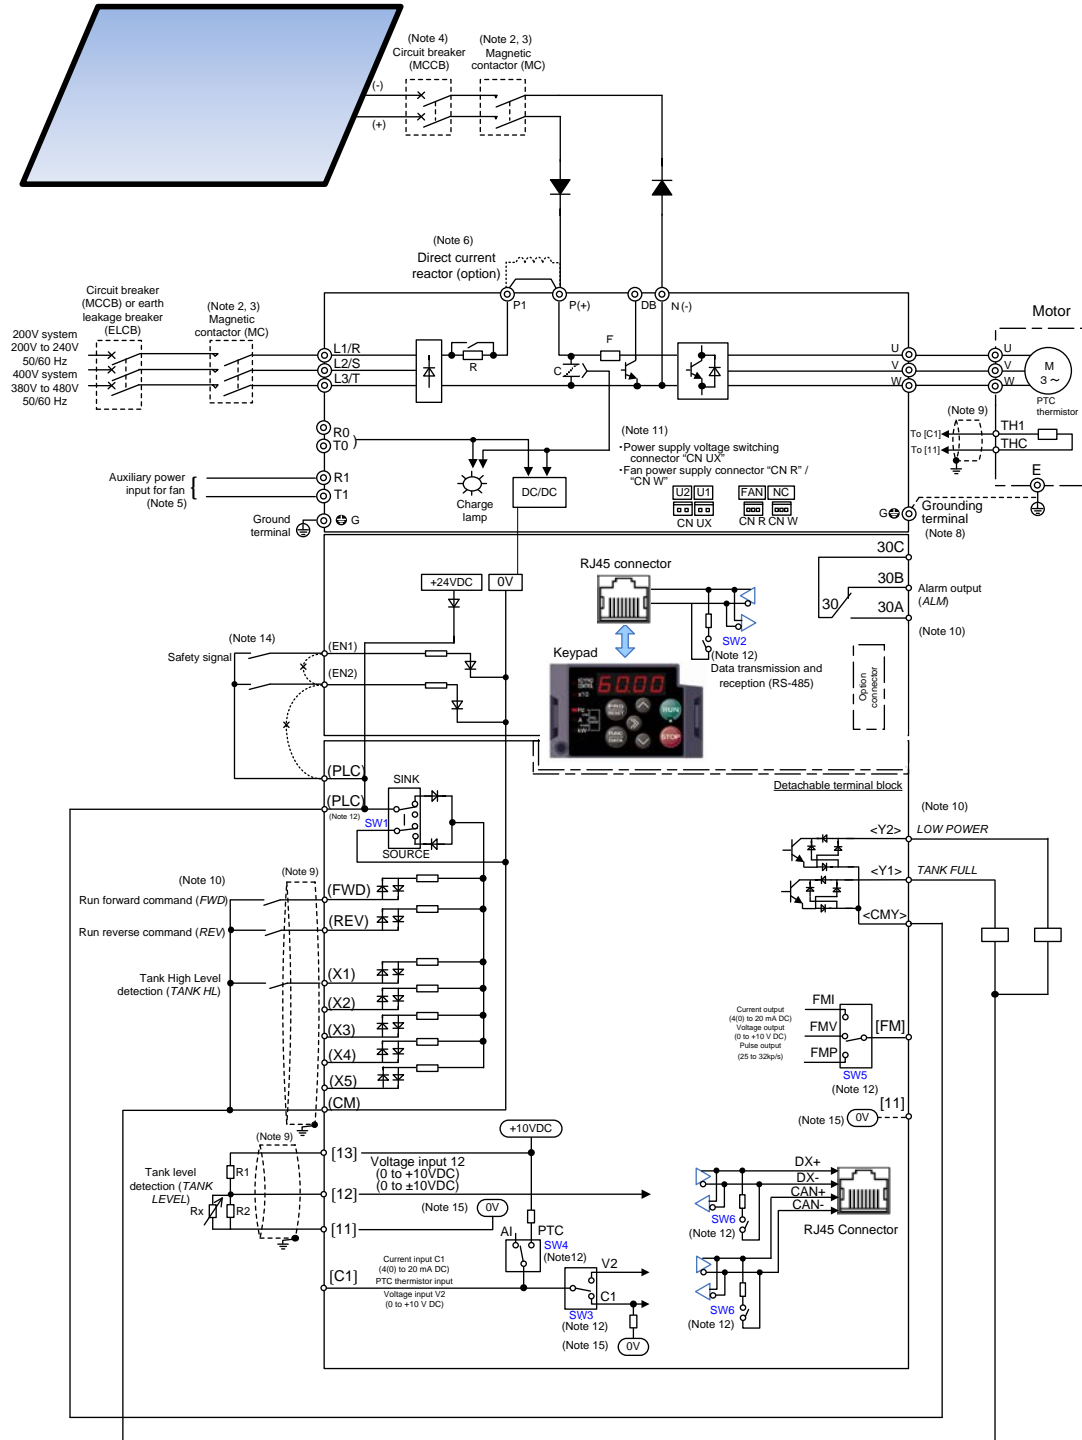 (Note 4)
Circuit breaker
(MCCB)
(Note 2, 3)
Magnetic
contactor (MC)
(-)
(+)
(Note 6)
Direct current
reactor (option)
P1
P(+)
DB
N(-)
Circuit breaker
(MCCB) or earth
leakage breaker
(ELCB)
(Note 2, 3)
Magnetic
contactor (MC)
200V system
200V to 240V
50/60 Hz
400V system
380V to 480V
50/60 Hz
L1/R
L2/S
L3/T
R
F
C
U
V
W
Motor
U
V
W
M
3 ~
PTC
thermistor
(Note 9)
To [C1]
To [11]
TH1
THC
E
R0
T0
R1
T1
Auxiliary power
input for fan
(Note 5)
Ground
terminal
G
Charge
lamp
DC/DC
(Note 11)
·Power supply voltage switching
connector “CN UX”
·Fan power supply connector “CN R” /
“CN W”
U2 U1
FAN NC
CN UX
CN R CN W
G
Grounding
terminal
(Note 8)
+24VDC
0V
RJ45 connector
Keypad
60.00
RUN
STOP
SW2
(Note 12)
Data transmission and
reception (RS-485)
30C
30B
30
30A
Alarm output
(ALM)
(Note 10)
Option
connector
(Note 14)
Safety signal
(EN1)
(EN2)
(PLC)
(PLC)
(Note 12)
SINK
SW1
SOURCE
Detachable terminal block
(Note 10)
<Y2>
LOW POWER
<Y1>
TANK FULL
<CMY>
(Note 10)
(Note 9)
Run forward command (FWD)
(FWD)
Run reverse command (REV)
(REV)
Tank High Level
detection (TANK HL)
(X1)
(X2)
(X3)
(X4)
(X5)
(CM)
Current output
(4(0) to 20 mA DC)
Voltage output
(0 to +10 V DC)
Pulse output
(25 to 32kp/s)
FMI
FMV
FMP
[FM]
SW5
(Note 12)
[11]
(Note 15)
0V
(Note 9)
+10VDC
[13]
Voltage input 12
(0 to +10VDC)
(0 to ±10VDC)
[12]
(Note 15)
0V
[11]
Tank level
detection (TANK
LEVEL)
R1
Rx
R2
AI
PTC
SW4
(Note12)
[C1]
Current input C1
(4(0) to 20 mA DC)
PTC thermistor input
Voltage input V2
(0 to +10 V DC)
V2
C1
SW3
(Note 12)
(Note 15)
0V
DX+
DX-
CAN+
CAN-
RJ45 Connector
SW6
(Note 12)
SW6
(Note 12)